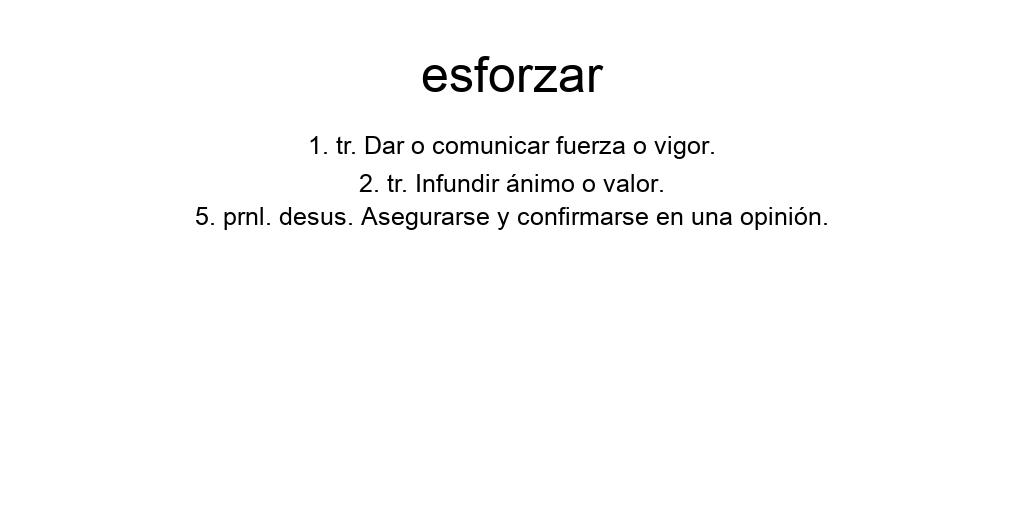 esforzar
1. tr. Dar o comunicar fuerza o vigor.
2. tr. Infundir ánimo o valor.
5. prnl. desus. Asegurarse y confirmarse en una opinión.